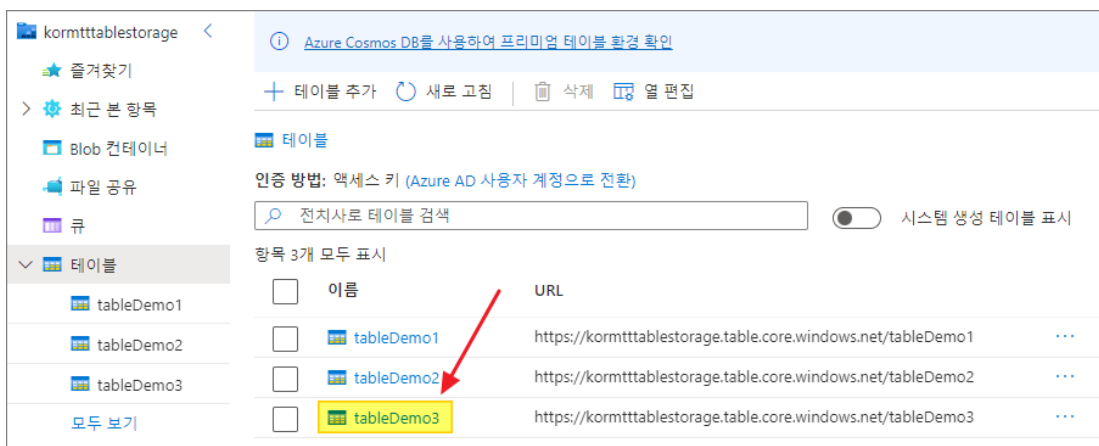 kormtttablestorage
즐겨찾기
최근 본 항목
Blob 컨테이너
파일 공유
큐
테이블
tableDemo1
tableDemo2
tableDemo3
모두 보기
Azure Cosmos DB를 사용하여 프리미엄 테이블 환경 확인
테이블 추가 새로 고침 삭제 열 편집
테이블
인증 방법: 액세스 키 (Azure AD 사용자 계정으로 전환)
전치사로 테이블 검색 시스템 생성 테이블 표시
항목 3개 모두 표시
이름 URL
tableDemo1 https://kormtttablestorage.table.core.windows.net/tableDemo1
tableDemo2 https://kormtttablestorage.table.core.windows.net/tableDemo2
tableDemo3 https://kormtttablestorage.table.core.windows.net/tableDemo3